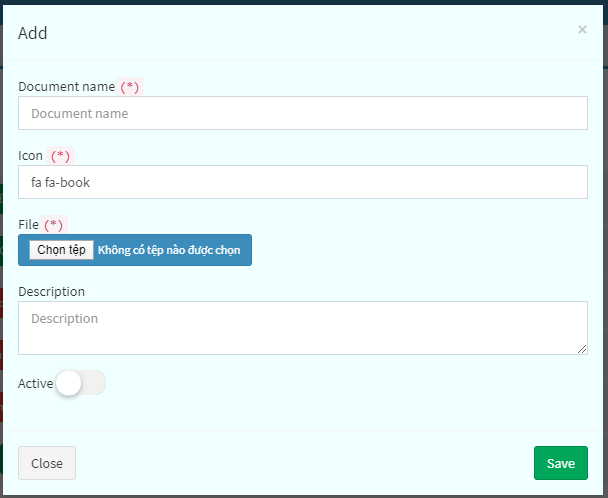 Add ×
Document name (*)
Document name
Icon (*)
fa fa-book
File (*)
Chọn tệp Không có tệp nào được chọn
Description
Description
Active
Close Save